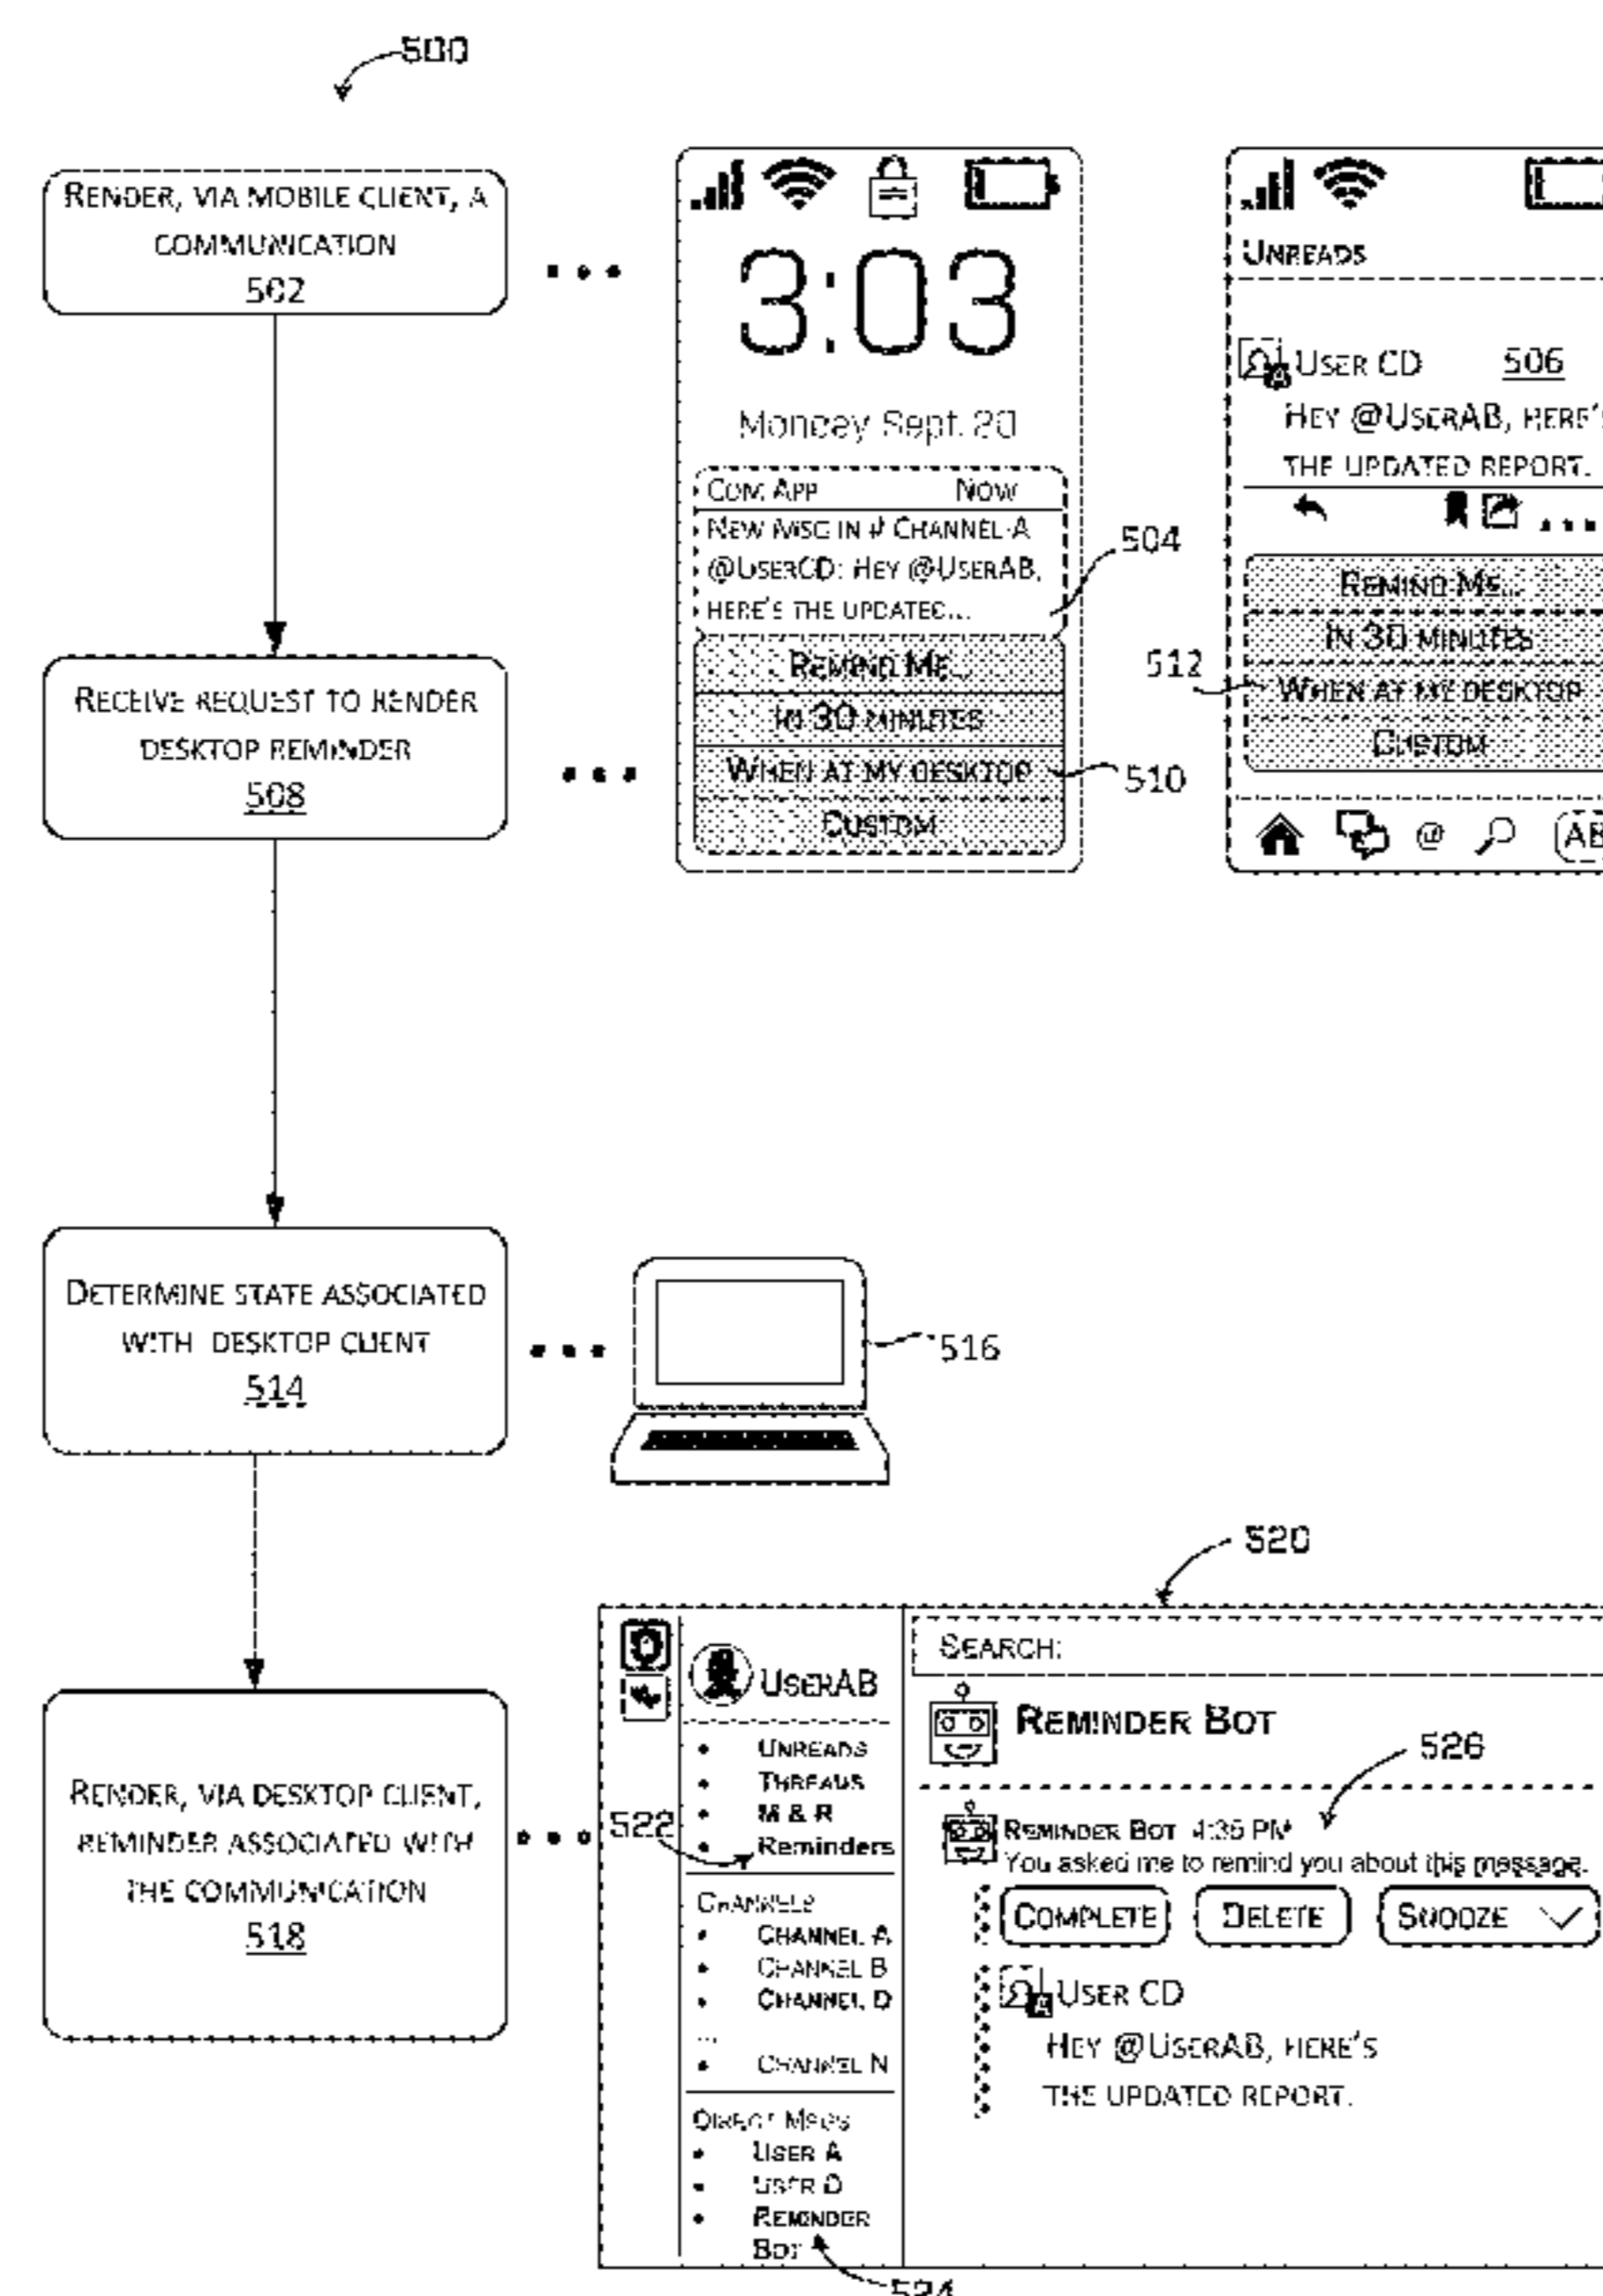 500
RENDER, VIA MOBILE CLIENT, A
COMMUNICATION
502
3:03
Monday Sept. 20
COM. APP NOW
NEW MSG IN # CHANNEL A
@USERCD: HEY @USERAB,
HERE'S THE UPDATED...
504
REMIND ME...
IN 30 MINUTES
WHEN AT MY DESKTOP
CUSTOM
510
UNREADS
USER CD 506
HEY @USERAB, HERE'S
THE UPDATED REPORT.
...
REMIND ME...
IN 30 MINUTES
WHEN AT MY DESKTOP
CUSTOM
512
@ AB
RECEIVE REQUEST TO RENDER
DESKTOP REMINDER
508
DETERMINE STATE ASSOCIATED
WITH DESKTOP CLIENT
514
516
RENDER, VIA DESKTOP CLIENT,
REMINDER ASSOCIATED WITH
THE COMMUNICATION
518
520
USERAB
• UNREADS
• THREADS
• M & R
• Reminders
522
CHANNELS
• CHANNEL A
• CHANNEL B
• CHANNEL D
...
• CHANNEL N
DIRECT MSGS
• USER A
• USER D
• REMINDER
BOT
524
SEARCH:
REMINDER BOT
526
REMINDER BOT 4:35 PM
You asked me to remind you about this message.
COMPLETE DELETE SNOOZE
USER CD
HEY @USERAB, HERE'S
THE UPDATED REPORT.